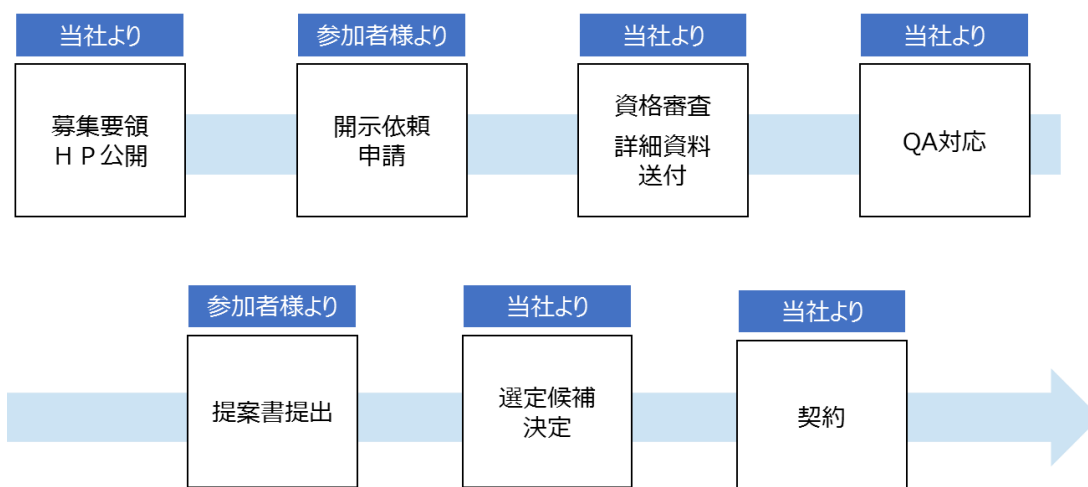 当社より
募集要領
ＨＰ公開
参加者様より
開示依頼
申請
当社より
資格審査
詳細資料
送付
当社より
QA対応
参加者様より
提案書提出
当社より
選定候補
決定
当社より
契約